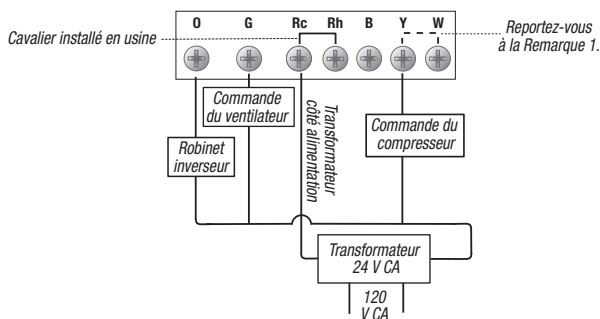 O G Rc Rh B Y W
Cavalier installé en usine
Reportez-vous
à la Remarque 1.
Commande
du ventilateur
Transformateur
côté alimentation
Commande du
compresseur
Robinet
inverseur
Transformateur
24 V CA
120
V CA